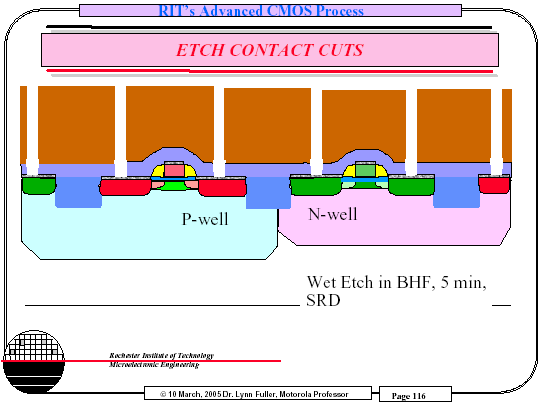 RIT's Advanced CMOS Process
ETCH CONTACT CUTS
P-well
N-well
Wet Etch in BHF, 5 min,
SRD
Rochester Institute of Technology
Microelectronic Engineering
© 10 March, 2005 Dr. Lynn Fuller, Motorola Professor
Page 116